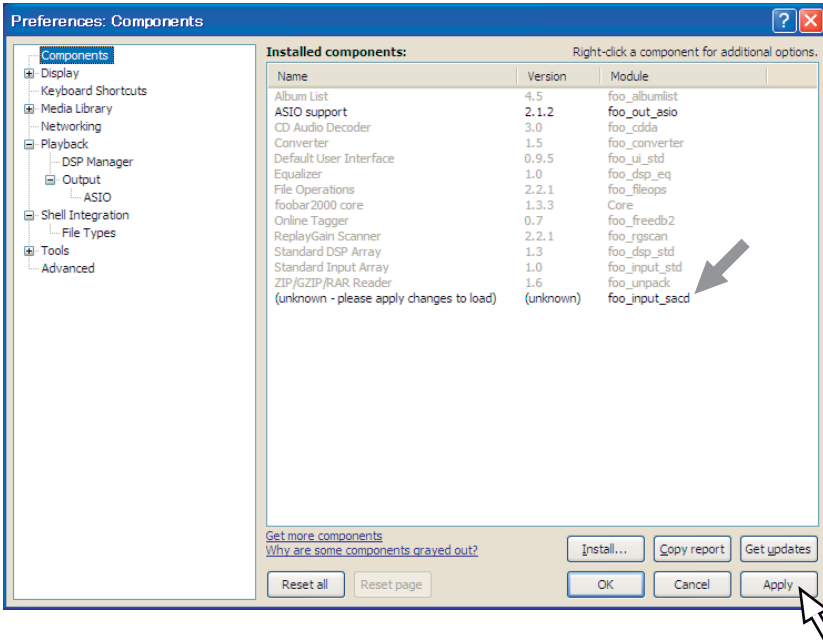 Preferences: Components
Components
Display
Keyboard Shortcuts
Media Library
Networking
Playback
DSP Manager
Output
ASIO
Shell Integration
File Types
Tools
Advanced
Installed components: Right-click a component for additional options.
Name Version Module
Album List 4.5 foo_albumlist
ASIO support 2.1.2 foo_out_asio
CD Audio Decoder 3.0 foo_cdda
Converter 1.5 foo_converter
Default User Interface 0.9.5 foo_ui_std
Equalizer 1.0 foo_dsp_eq
File Operations 2.2.1 foo_fileops
foobar2000 core 1.3.3 Core
Online Tagger 0.7 foo_freedb2
ReplayGain Scanner 2.2.1 foo_rgscan
Standard DSP Array 1.3 foo_dsp_std
Standard Input Array 1.0 foo_input_std
ZIP/GZIP/RAR Reader 1.6 foo_unpack
(unknown - please apply changes to load) (unknown) foo_input_sacd
Get more components
Why are some components grayed out?
Install... Copy report Get updates
Reset all Reset page OK Cancel Apply